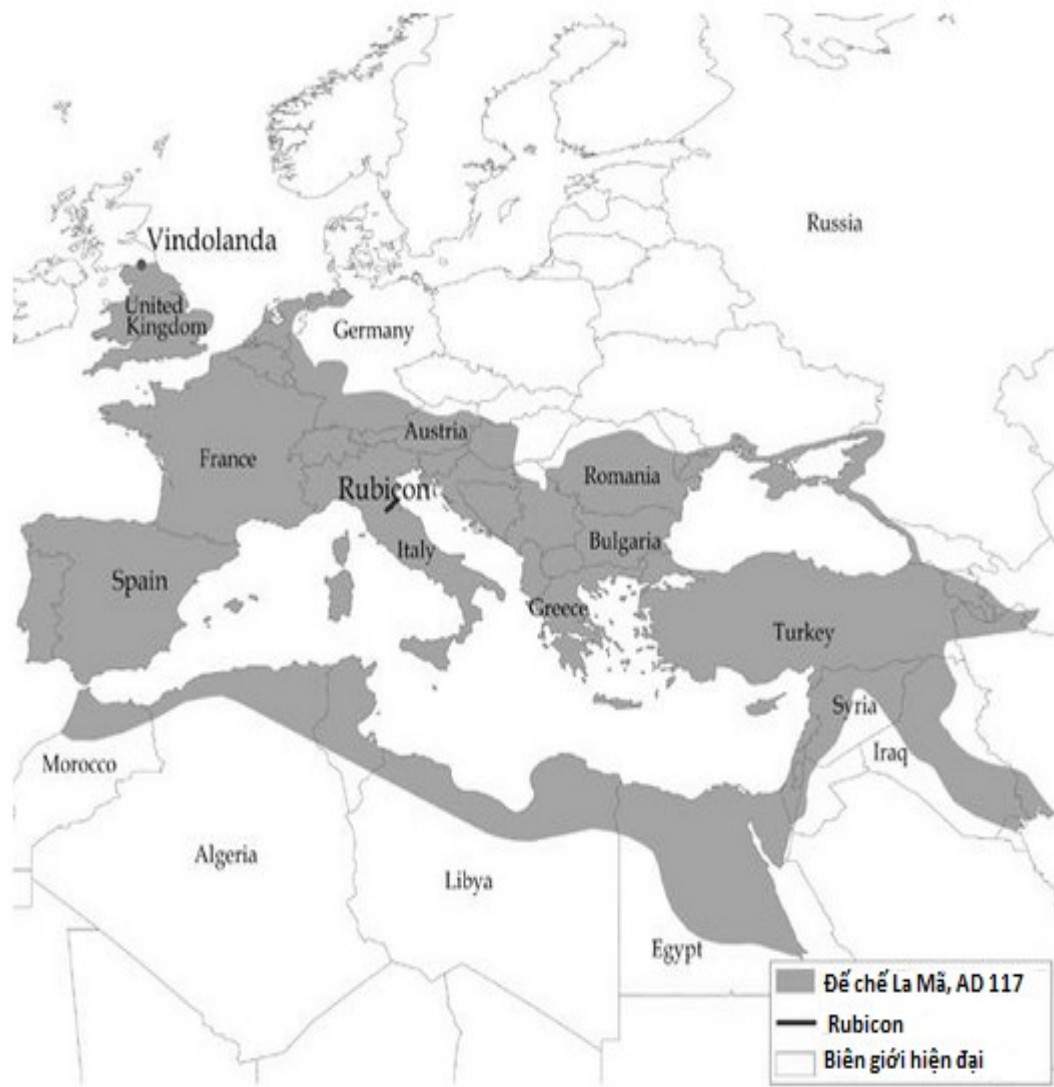 Russia
Vindolanda
United
Kingdom
Germany
Austria
France
Romania
Rubicon
Bulgaria
Italy
Spain
Greece
Turkey
Syria
Iraq
Morocco
Algeria
Libya
Egypt
Đế chế La Mã, AD 117
Rubicon
Biên giới hiện đại